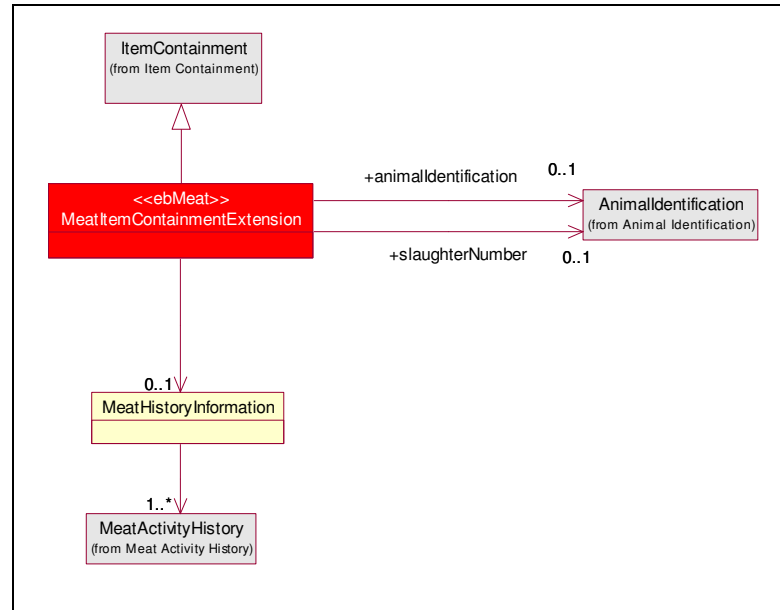 ItemContainment
(from Item Containment)
<<ebMeat>>
MeatItemContainmentExtension
+animalIdentification
0..1
AnimalIdentification
(from Animal Identification)
+slaughterNumber
0..1
0..1
MeatHistoryInformation
1..*
MeatActivityHistory
(from Meat Activity History)